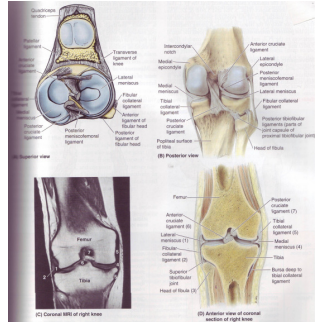 Quadriceps
tendon
Patellar
ligament
Transverse
ligament of
knee
Lateral
meniscus
Fibular
collateral
ligament
Anterior
ligament of
fibular head
Posterior
ligament of
fibular head
Posterior
meniscofemoral
ligament
Posterior
cruciate
ligament
Superior view
Intercondylar
notch
Medial
epicondyle
Medial
meniscus
Tibial
collateral
ligament
Posterior
cruciate
ligament
Popliteal surface
of tibia
Anterior cruciate
ligament
Lateral
epicondyle
Posterior
meniscofemoral
ligament
Lateral meniscus
Fibular collateral
ligament
Posterior tibiofibular
ligaments (parts of
joint capsule of
proximal tibiofibular joint)
Head of fibula
(B) Posterior view
Femur
Tibia
2
(C) Coronal MRI of right knee
Femur
Anterior
cruciate
ligament (6)
Lateral
meniscus (1)
Fibular
collateral
ligament (2)
Superior
tibiofibular
joint
Head of fibula (3)
Posterior
cruciate
ligament (7)
Tibial
collateral
ligament (5)
Medial
meniscus (4)
Tibia
Bursa deep to
tibial collateral
ligament
(D) Anterior view of coronal
section of right knee